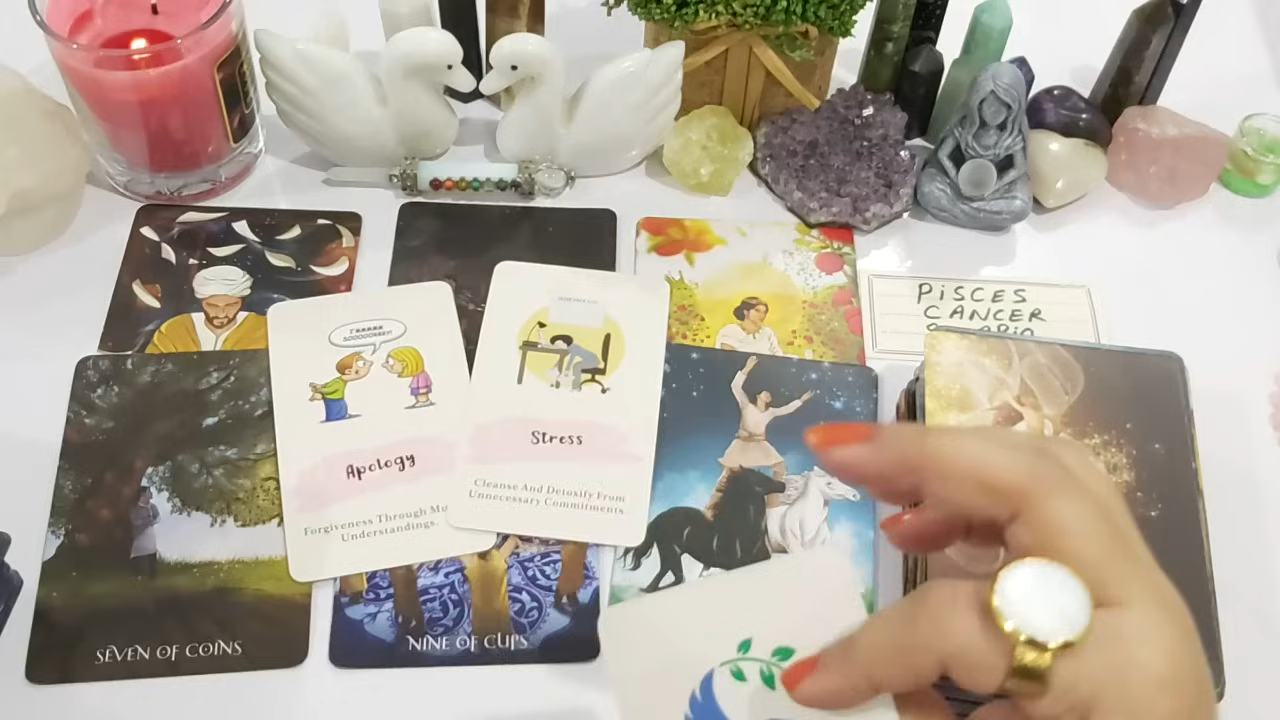 PISCES
CANCER
Apology
Forgiveness Through Mu
Understandings.
Stress
Cleanse And Detoxify From
Unnecessary Commitments.
SEVEN OF COINS
NINE OF CUPS